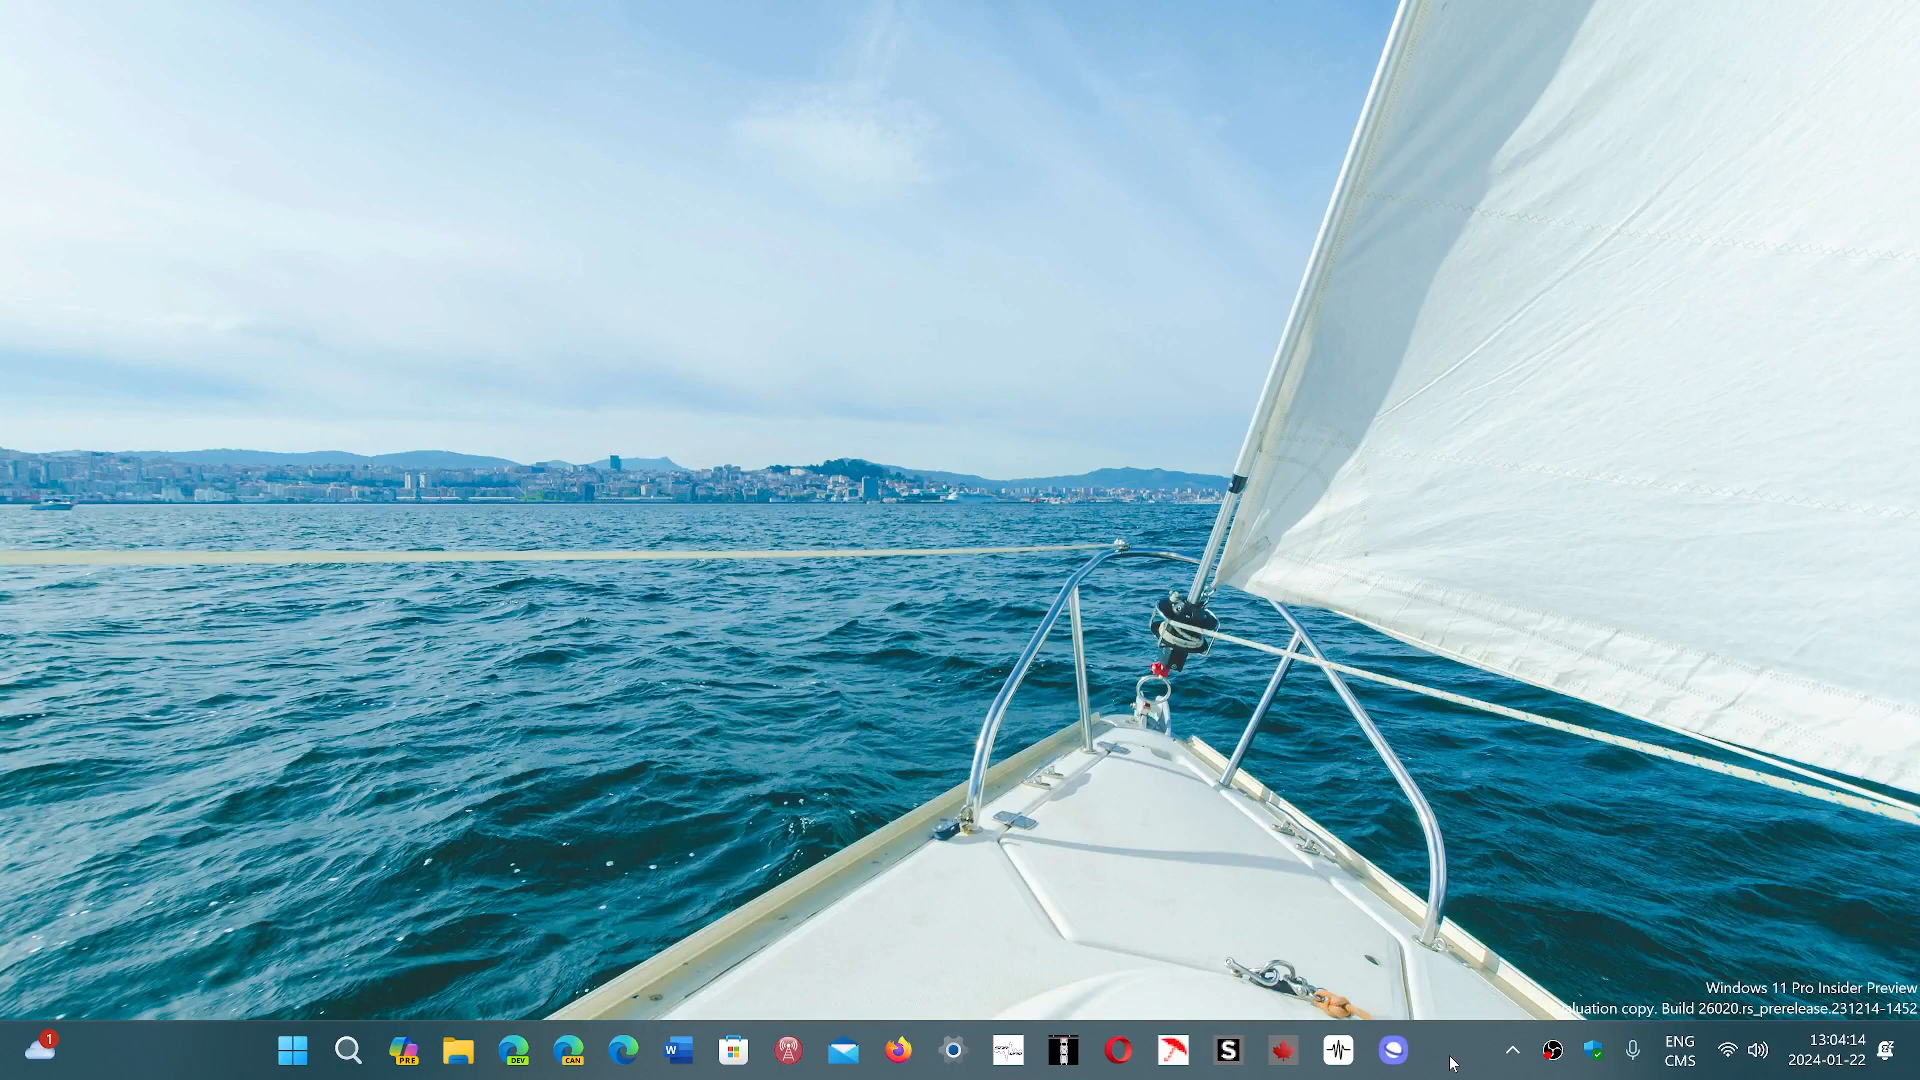 Windows 11 Pro Insider Preview
luation copy. Build 26020.rs_prerelease.231214-1452
1
PRE
DEV
CAN
W
S
ENG
CMS
13:04:14
2024-01-22